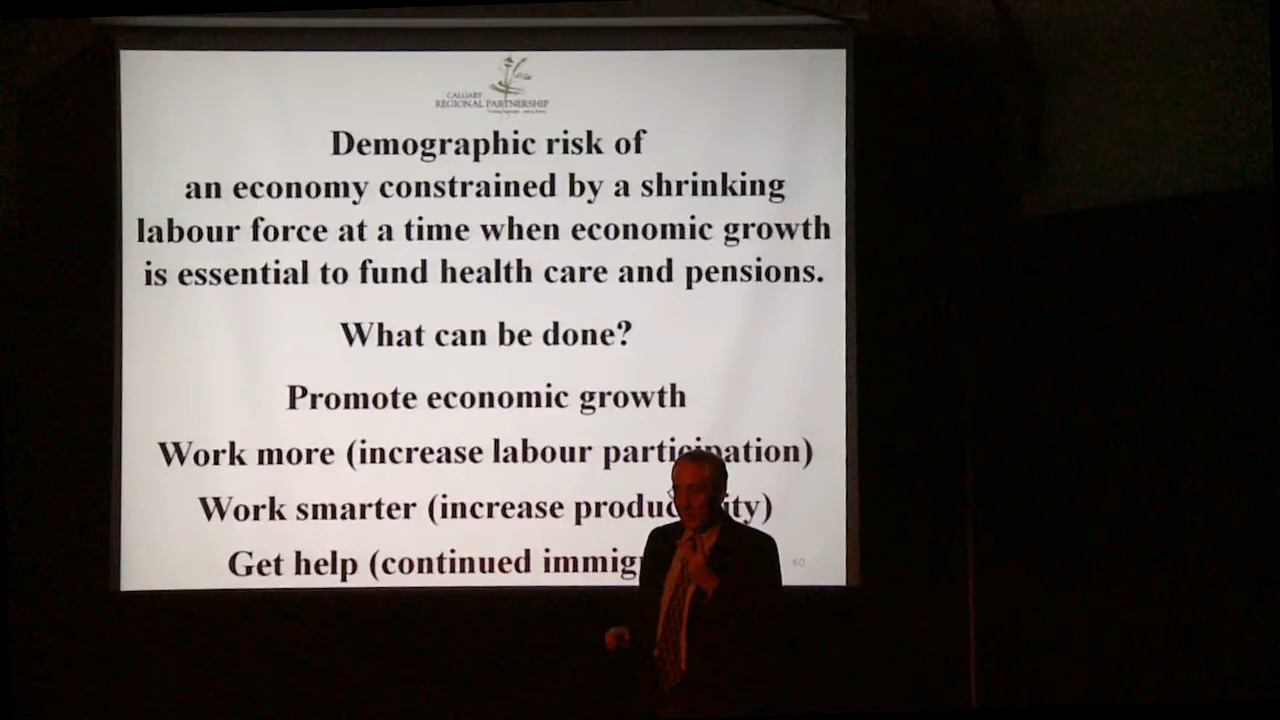 CALGARY
REGIONAL PARTNERSHIP
Demographic risk of
an economy constrained by a shrinking
labour force at a time when economic growth
is essential to fund health care and pensions.
What can be done?
Promote economic growth
Work more (increase labour participation)
Work smarter (increase productivity)
Get help (continued
60